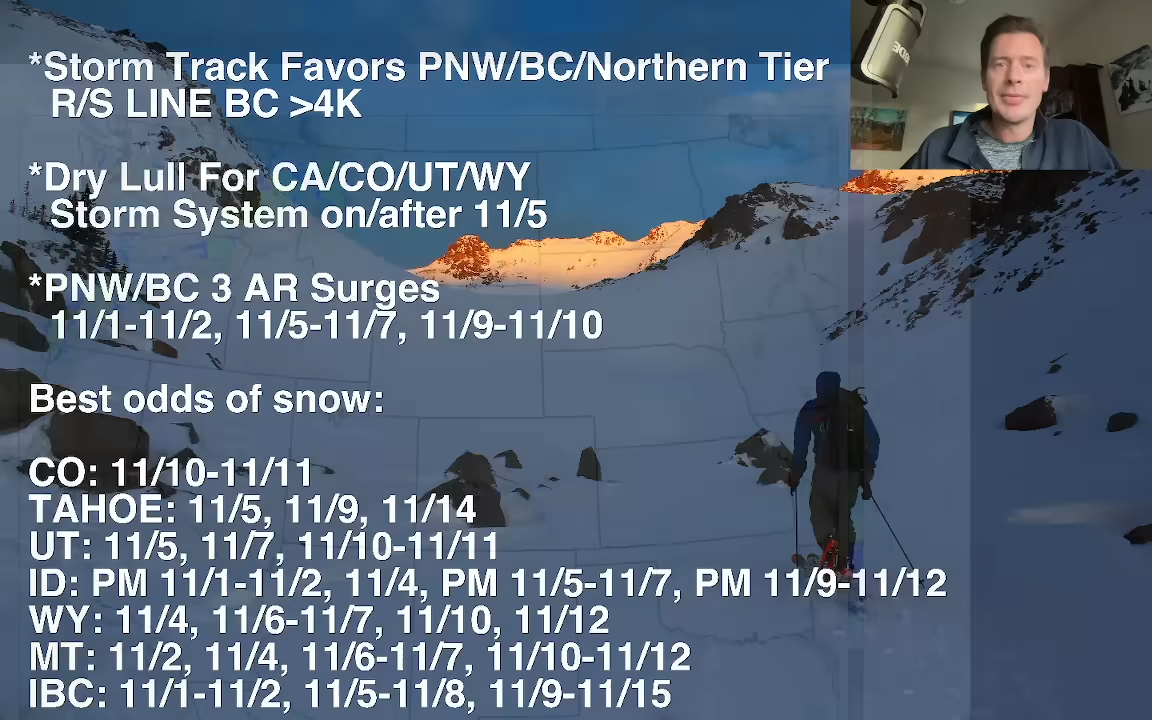 *Storm Track Favors PNW/BC/Northern Tier
R/S LINE BC >4K
*Dry Lull For CA/CO/UT/WY
Storm System on/after 11/5
*PNW/BC 3 AR Surges
11/1-11/2, 11/5-11/7, 11/9-11/10
Best odds of snow:
CO: 11/10-11/11
TAHOE: 11/5, 11/9, 11/14
UT: 11/5, 11/7, 11/10-11/11
ID: PM 11/1-11/2, 11/4, PM 11/5-11/7, PM 11/9-11/12
WY: 11/4, 11/6-11/7, 11/10, 11/12
MT: 11/2, 11/4, 11/6-11/7, 11/10-11/12
IBC: 11/1-11/2, 11/5-11/8, 11/9-11/15